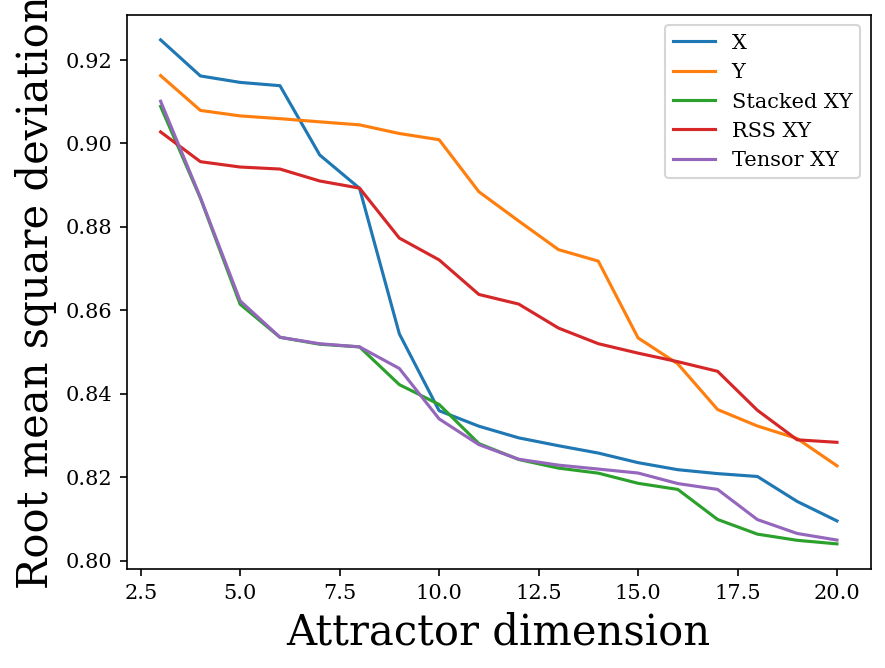 Root mean square deviation
0.92
0.90
0.88
0.86
0.84
0.82
0.80
2.5 5.0 7.5 10.0 12.5 15.0 17.5 20.0
Attractor dimension
X
Y
Stacked XY
RSS XY
Tensor XY